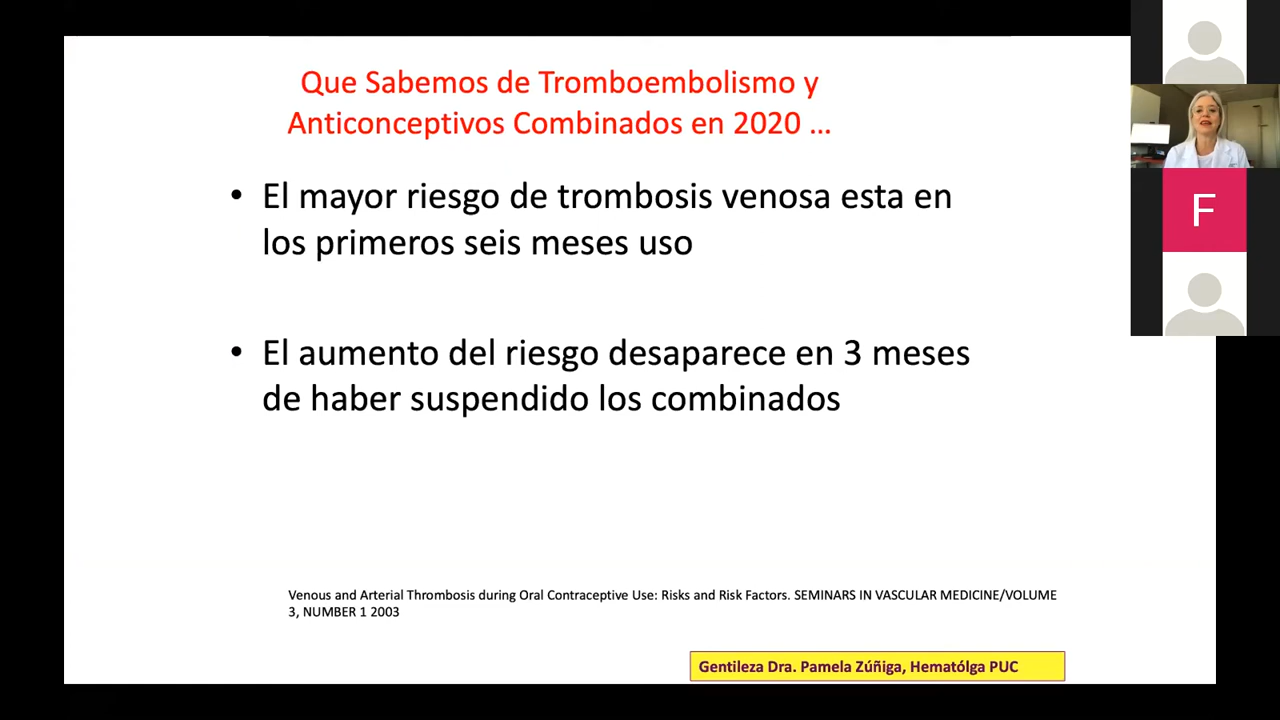 Que Sabemos de Tromboembolismo y
Anticonceptivos Combinados en 2020 ...
• El mayor riesgo de trombosis venosa esta en
los primeros seis meses uso
• El aumento del riesgo desaparece en 3 meses
de haber suspendido los combinados
Venous and Arterial Thrombosis during Oral Contraceptive Use: Risks and Risk Factors. SEMINARS IN VASCULAR MEDICINE/VOLUME
3, NUMBER 1 2003
Gentileza Dra. Pamela Zúñiga, Hematólga PUC
F